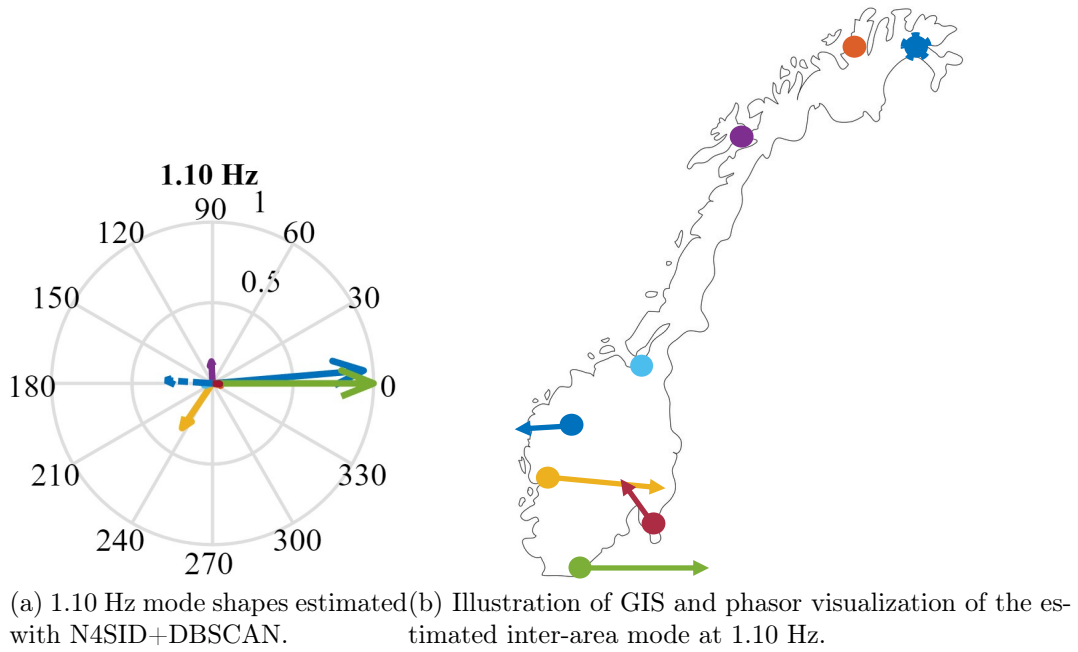 1.10 Hz
90
1
120
60
0.5
150
30
180
0
210
330
240
300
270
(a) 1.10 Hz mode shapes estimated
with N4SID+DBSCAN.
(b) Illustration of GIS and phasor visualization of the es-
timated inter-area mode at 1.10 Hz.